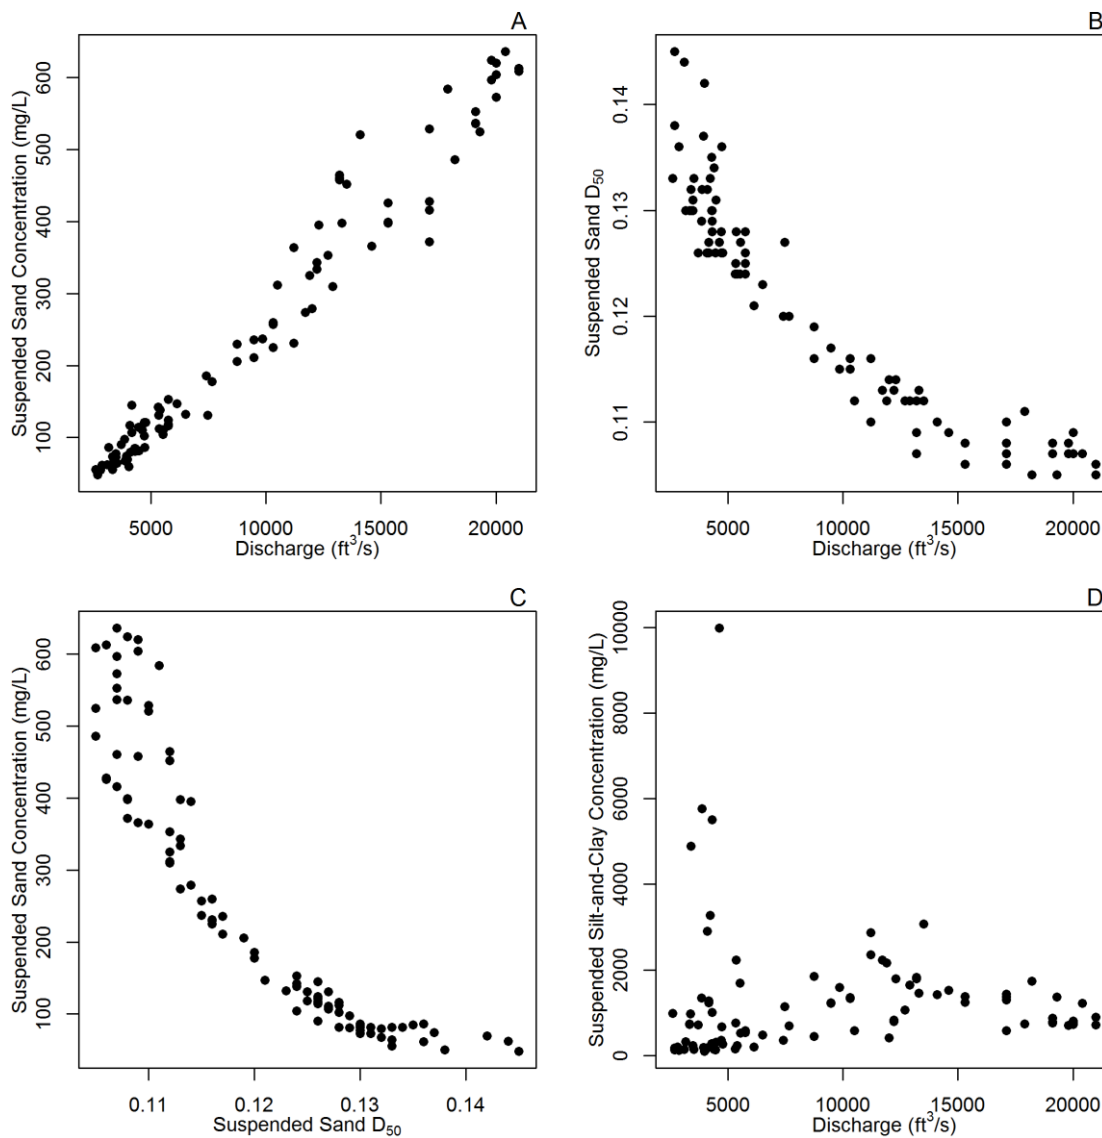 A
Suspended Sand Concentration (mg/L)
100 200 300 400 500 600
5000 10000 15000 20000
Discharge (ft³/s)
B
Suspended Sand D₅₀
0.11 0.12 0.13 0.14
5000 10000 15000 20000
Discharge (ft³/s)
C
Suspended Sand Concentration (mg/L)
100 200 300 400 500 600
0.11 0.12 0.13 0.14
Suspended Sand D₅₀
D
Suspended Silt-and-Clay Concentration (mg/L)
0 2000 4000 6000 8000 10000
5000 10000 15000 20000
Discharge (ft³/s)